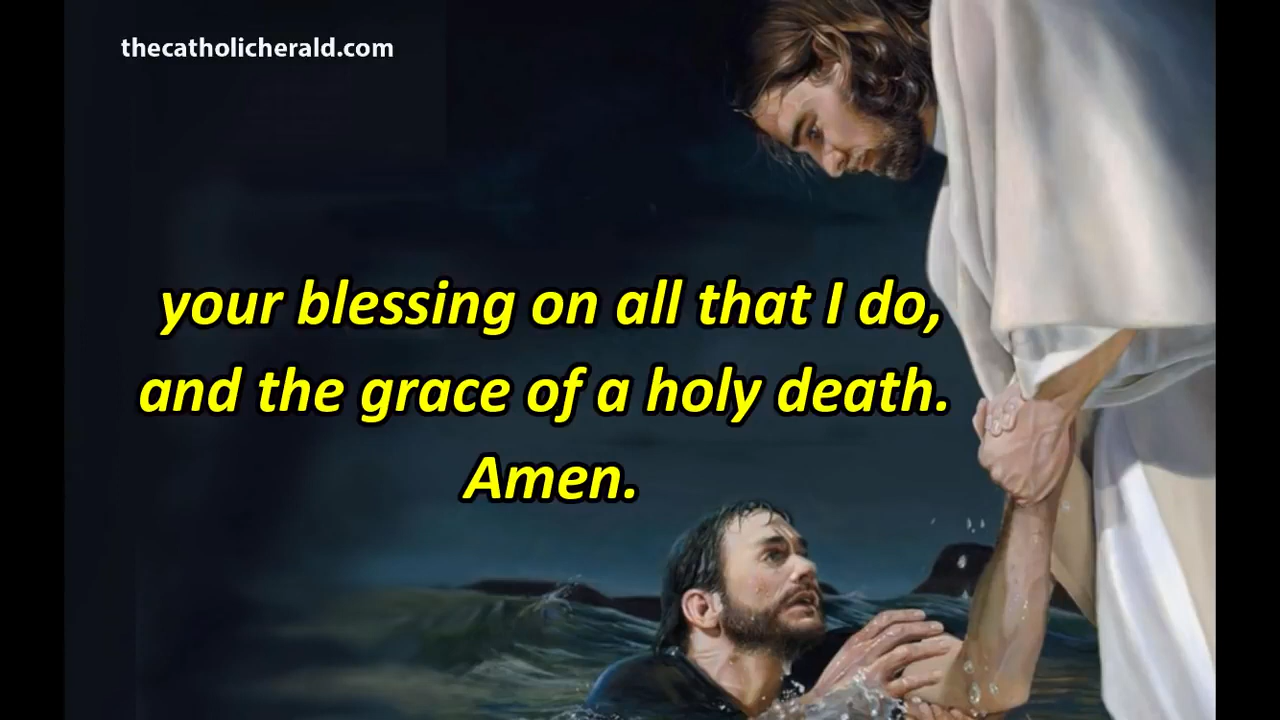 thecatholicherald.com
your blessing on all that I do,
and the grace of a holy death.
Amen.